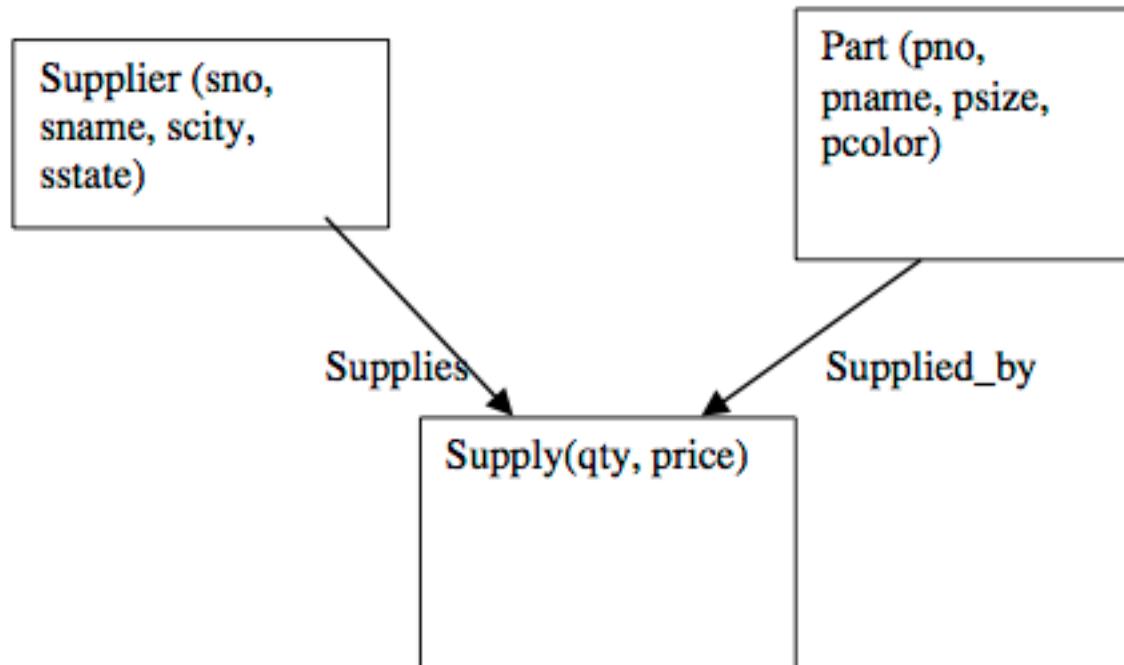 Supplier (sno,
sname, scity,
sstate)
Part (pno,
pname, psize,
pcolor)
Supplies
Supplied_by
Supply(qty, price)